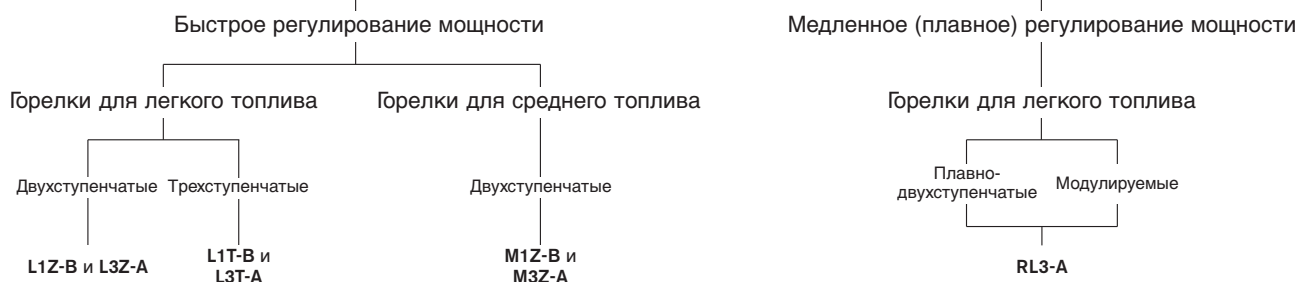 Быстрое регулирование мощности
Медленное (плавное) регулирование мощности
Горелки для легкого топлива
Горелки для среднего топлива
Горелки для легкого топлива
Двухступенчатые
Трехступенчатые
Двухступенчатые
Плавно-
двухступенчатые
Модулируемые
L1Z-B и L3Z-A
L1T-B и
L3T-A
M1Z-B и
M3Z-A
RL3-A